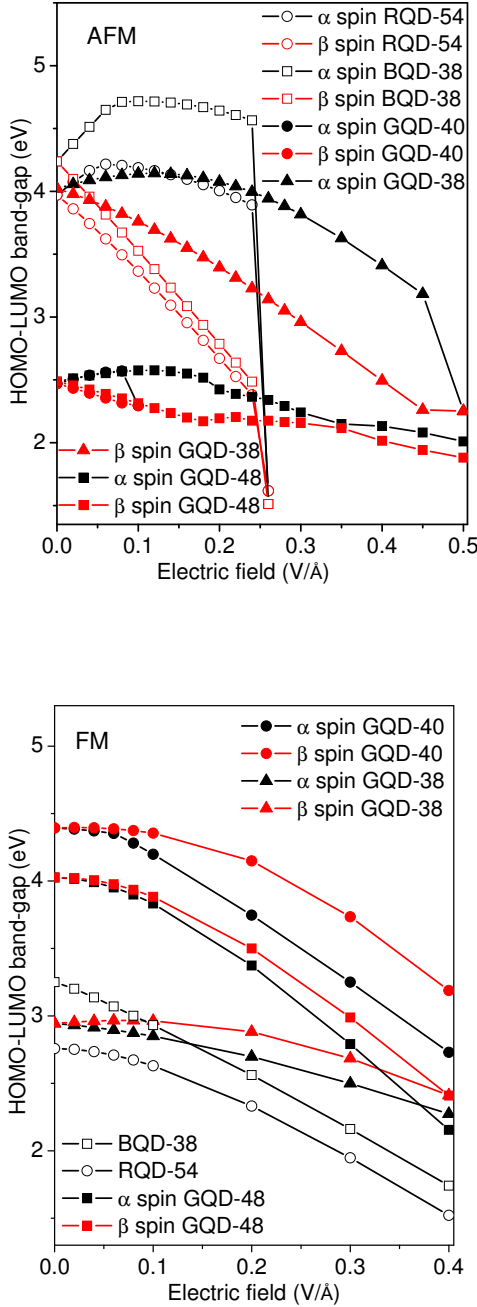 AFM
α spin RQD-54
β spin RQD-54
α spin BQD-38
β spin BQD-38
α spin GQD-40
β spin GQD-40
α spin GQD-38
β spin GQD-38
α spin GQD-48
β spin GQD-48
HOMO-LUMO band-gap (eV)
5
4
3
2
0.0 0.1 0.2 0.3 0.4 0.5
Electric field (V/Å)
FM
α spin GQD-40
β spin GQD-40
α spin GQD-38
β spin GQD-38
BQD-38
RQD-54
α spin GQD-48
β spin GQD-48
HOMO-LUMO band-gap (eV)
5
4
3
2
0.0 0.1 0.2 0.3 0.4
Electric field (V/Å)